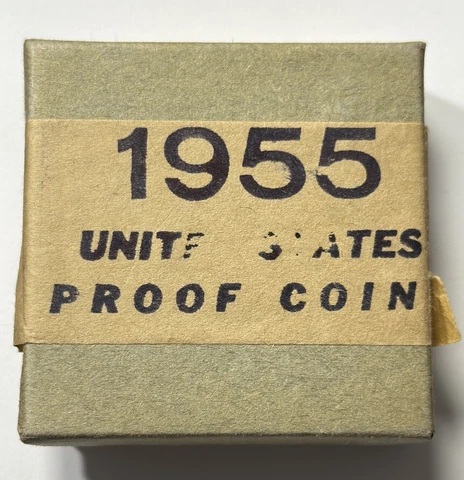 1955
UNITE STATES
PROOF COIN